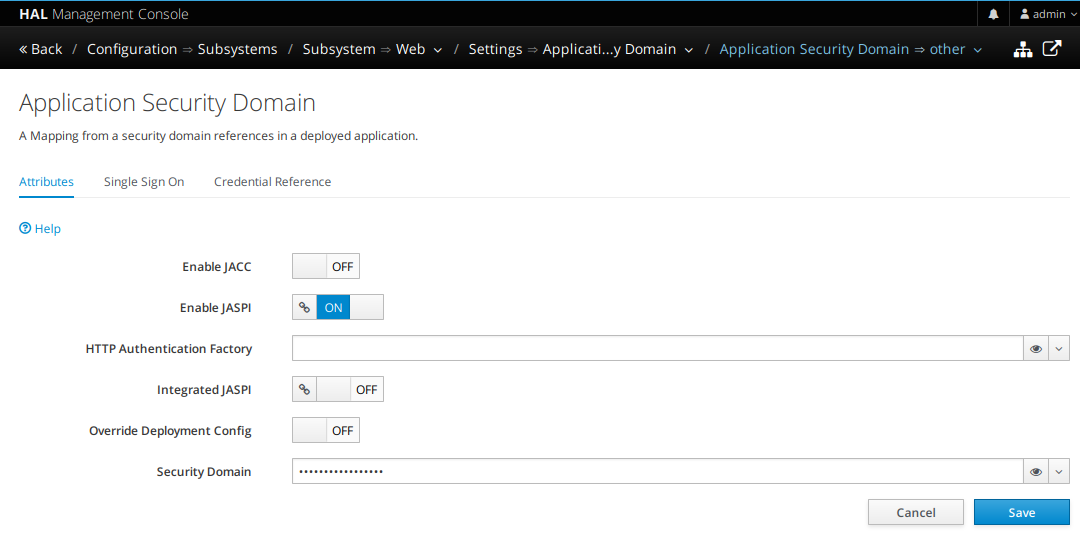 HAL Management Console
admin
« Back / Configuration ⇒ Subsystems / Subsystem ⇒ Web / Settings ⇒ Applicati...y Domain / Application Security Domain ⇒ other
Application Security Domain
A Mapping from a security domain references in a deployed application.
Attributes Single Sign On Credential Reference
Help
Enable JACC OFF
Enable JASPI ON
HTTP Authentication Factory
Integrated JASPI OFF
Override Deployment Config OFF
Security Domain ••••••••••••••••••
Cancel Save